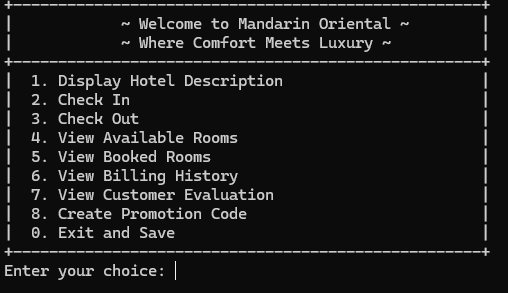 ~ Welcome to Mandarin Oriental ~
~ Where Comfort Meets Luxury ~
1. Display Hotel Description
2. Check In
3. Check Out
4. View Available Rooms
5. View Booked Rooms
6. View Billing History
7. View Customer Evaluation
8. Create Promotion Code
0. Exit and Save
Enter your choice: